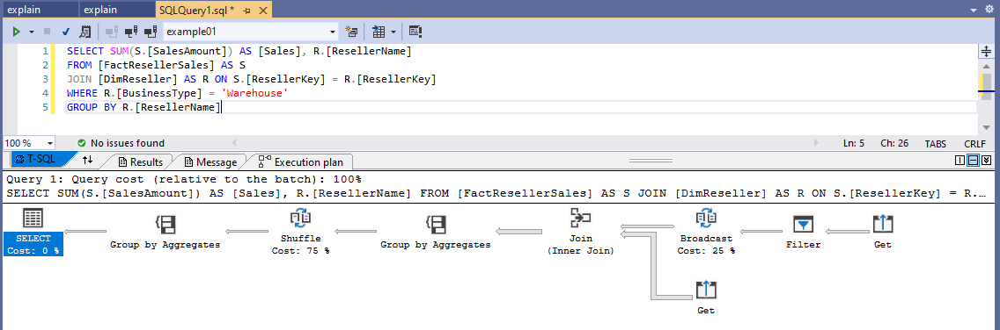 explain
explain
SQLQuery1.sql *
example01
1 SELECT SUM(S.[SalesAmount]) AS [Sales], R.[ResellerName]
2 FROM [FactResellerSales] AS S
3 JOIN [DimReseller] AS R ON S.[ResellerKey] = R.[ResellerKey]
4 WHERE R.[BusinessType] = 'Warehouse'
5 GROUP BY R.[ResellerName]
100 %
No issues found
Ln: 5
Ch: 26
TABS
CRLF
T-SQL
Results
Message
Execution plan
Query 1: Query cost (relative to the batch): 100%
SELECT SUM(S.[SalesAmount]) AS [Sales], R.[ResellerName] FROM [FactResellerSales] AS S JOIN [DimReseller] AS R ON S.[ResellerKey] = R....
SELECT
Cost: 0 %
Group by Aggregates
Shuffle
Cost: 75 %
Group by Aggregates
Join
(Inner Join)
Broadcast
Cost: 25 %
Filter
Get
Get